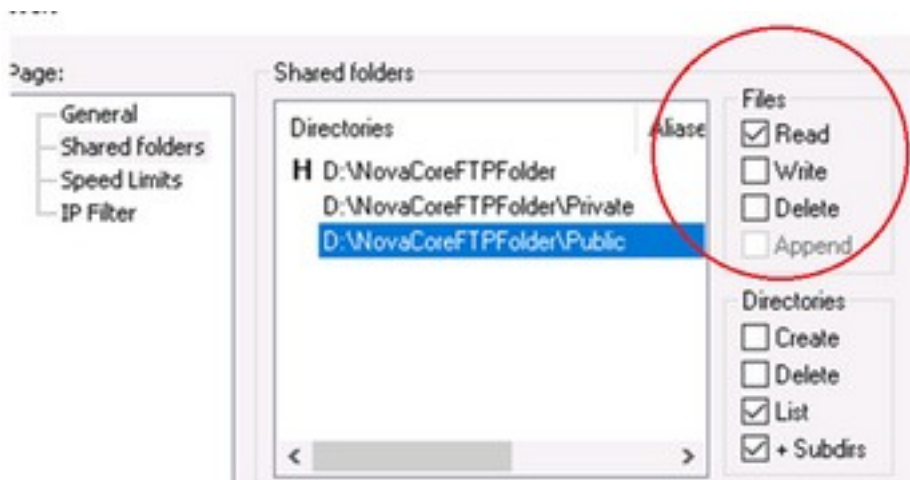 Page:
General
Shared folders
Speed Limits
IP Filter
Shared folders
Directories Aliase
H D:\NovaCoreFTPFolder
D:\NovaCoreFTPFolder\Private
D:\NovaCoreFTPFolder\Public
Files
Read
Write
Delete
Append
Directories
Create
Delete
List
+ Subdirs